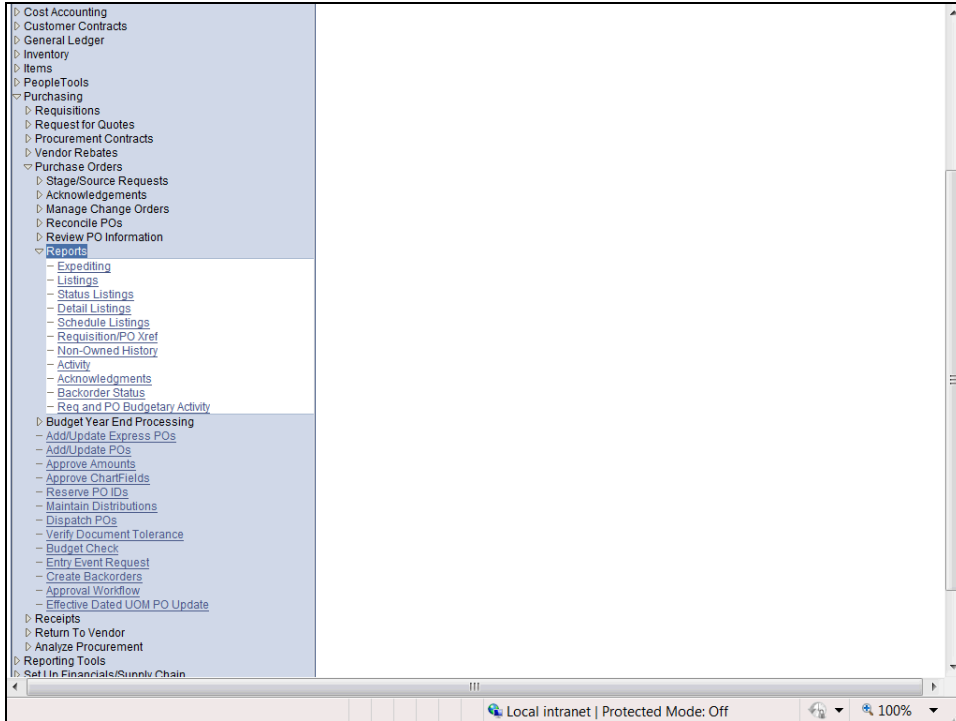 Cost Accounting
Customer Contracts
General Ledger
Inventory
Items
PeopleTools
Purchasing
Requisitions
Request for Quotes
Procurement Contracts
Vendor Rebates
Purchase Orders
Stage/Source Requests
Acknowledgements
Manage Change Orders
Reconcile POs
Review PO Information
Reports
Expediting
Listings
Status Listings
Detail Listings
Schedule Listings
Requisition/PO Xref
Non-Owned History
Activity
Acknowledgments
Backorder Status
Req and PO Budgetary Activity
Budget Year End Processing
Add/Update Express POs
Add/Update POs
Approve Amounts
Approve ChartFields
Reserve PO IDs
Maintain Distributions
Dispatch POs
Verify Document Tolerance
Budget Check
Entry Event Request
Create Backorders
Approval Workflow
Effective Dated UOM PO Update
Receipts
Return To Vendor
Analyze Procurement
Reporting Tools
Set Up Financials/Supply Chain
Local intranet | Protected Mode: Off
100%